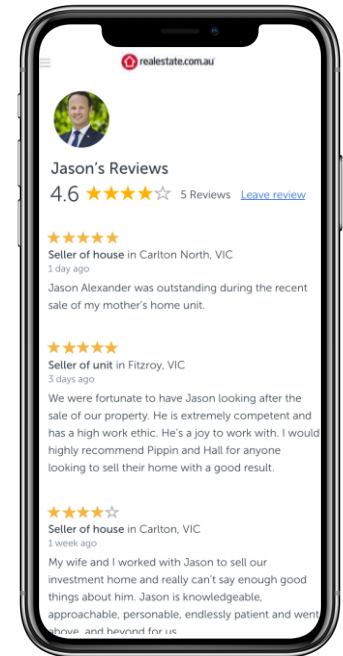 realestate.com.au
Jason's Reviews
4.6 5 Reviews Leave review
Seller of house in Carlton North, VIC
1 day ago
Jason Alexander was outstanding during the recent
sale of my mother's home unit.
Seller of unit in Fitzroy, VIC
3 days ago
We were fortunate to have Jason looking after the
sale of our property. He is extremely competent and
has a high work ethic. He's a joy to work with. I would
highly recommend Pippin and Hall for anyone
looking to sell their home with a good result.
Seller of house in Carlton, VIC
1 week ago
My wife and I worked with Jason to sell our
investment home and really can't say enough good
things about him. Jason is knowledgeable,
approachable, personable, endlessly patient and went
above, and beyond for us